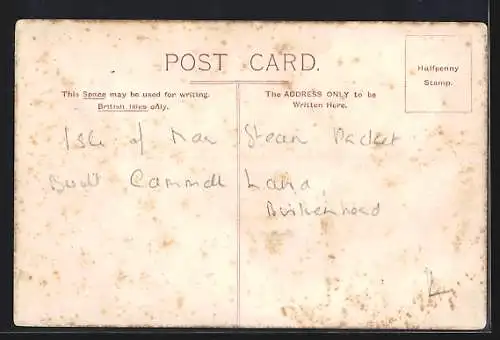 POST CARD.
Halfpenny
Stamp.
This Space may be used for writing.
British Isles only.
The ADDRESS ONLY to be
Written Here.
Isle of Man Steam Packet
Built Cammell Laird
Birkenhead